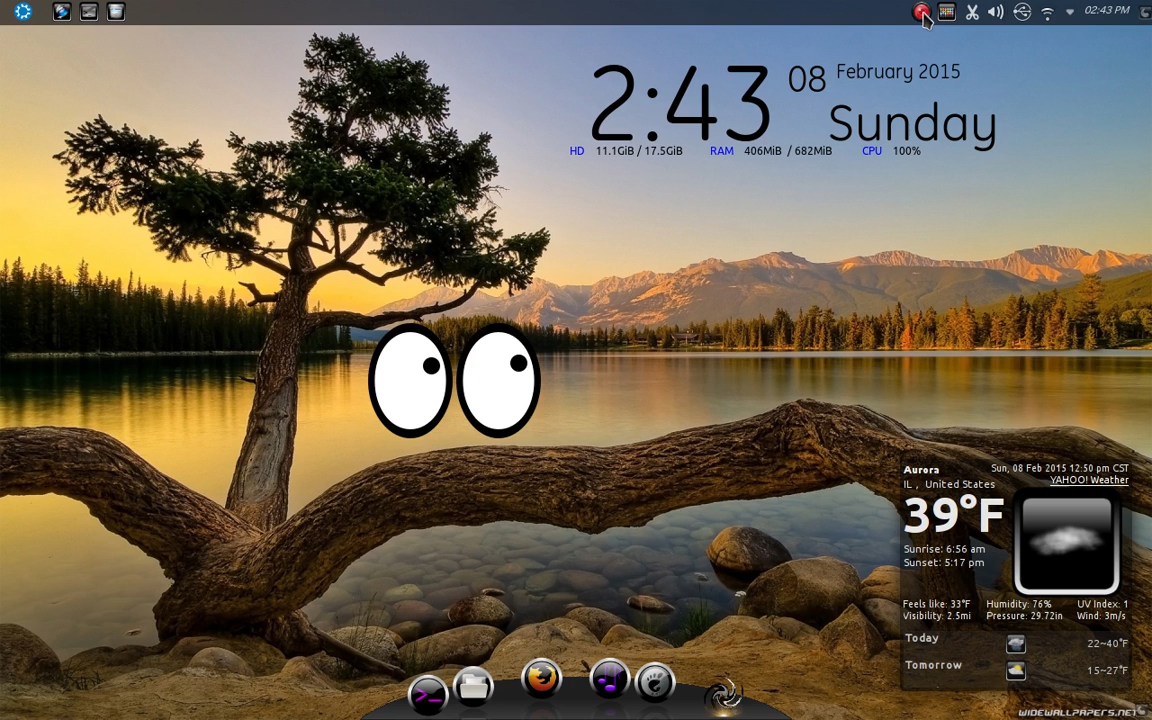 02:43 PM
2:43 08 February 2015
Sunday
HD 11.1GiB / 17.5GiB RAM 406MiB / 682MiB CPU 100%
Aurora Sun, 08 Feb 2015 12:50 pm CST
IL , United States YAHOO! Weather
39°F
Sunrise: 6:56 am
Sunset: 5:17 pm
Feels like: 33°F Humidity: 76% UV Index: 1
Visibility: 2.5mi Pressure: 29.72in Wind: 3m/s
Today 22~40°F
Tomorrow 15~27°F
>_
WIDEWALLPAPERS.NET